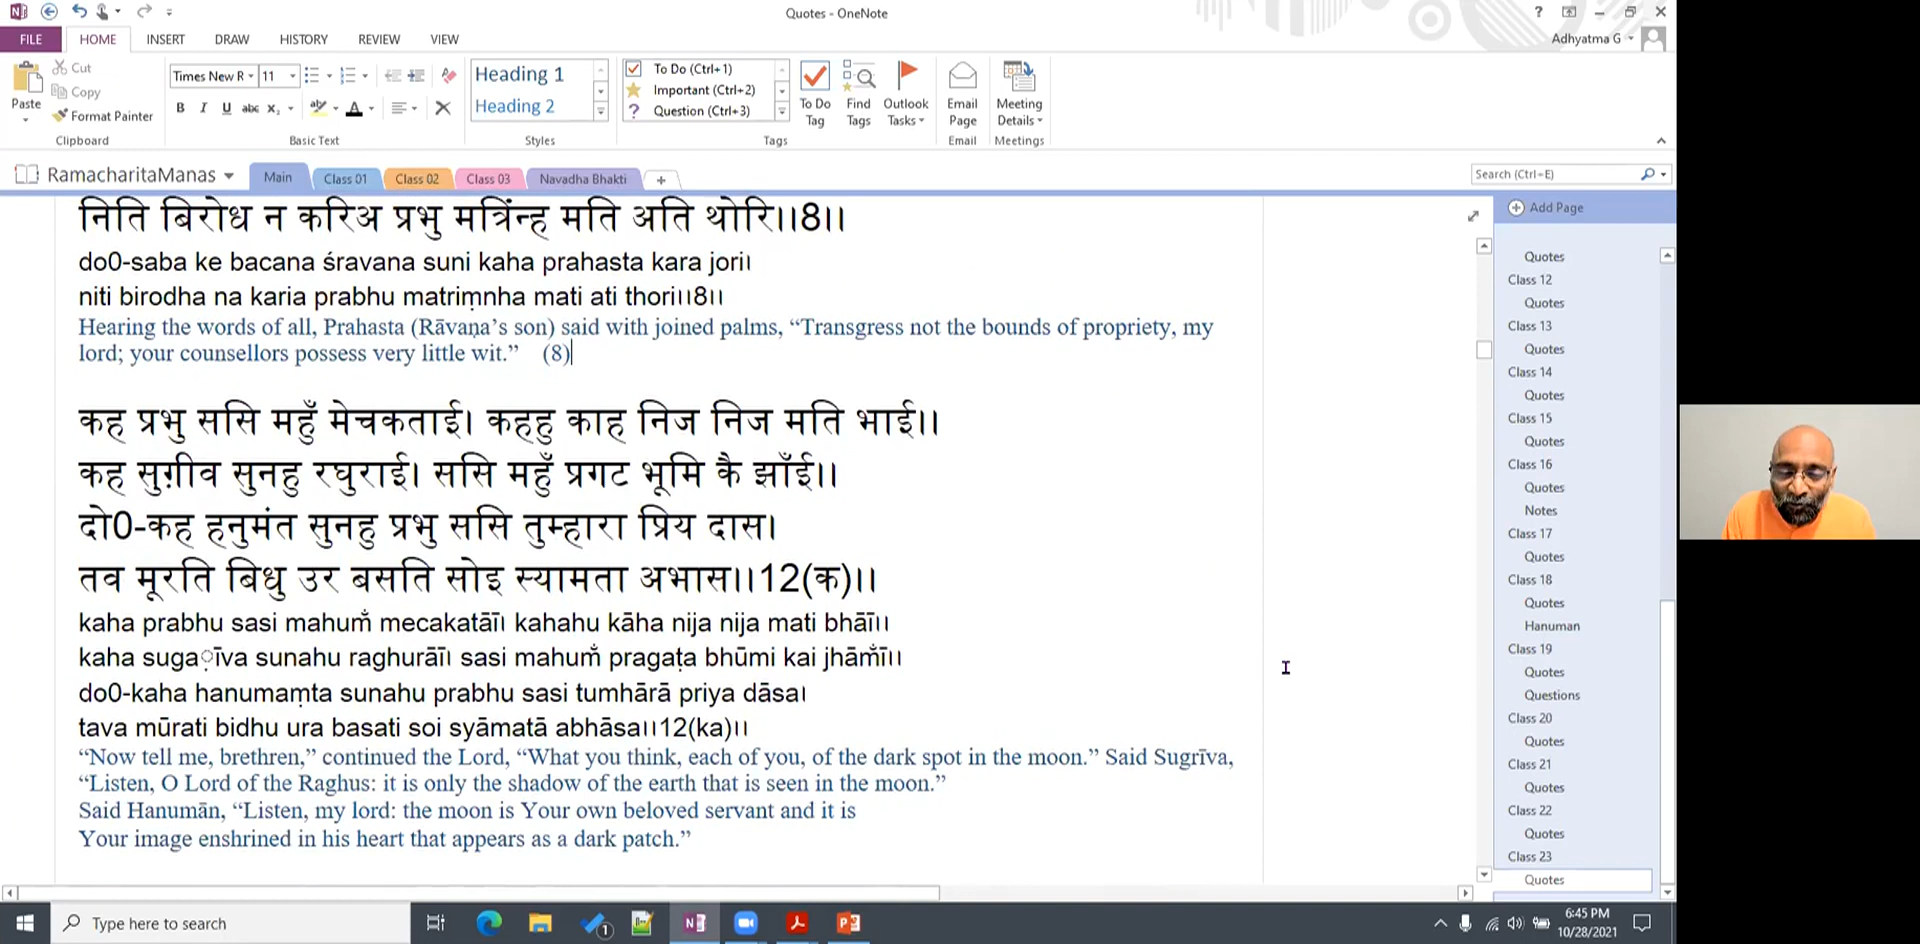 Quotes - OneNote
?
Adhyatma G
FILE HOME INSERT DRAW HISTORY REVIEW VIEW
Paste
Cut
Copy
Format Painter
Clipboard
Times New R 11
B I U abc x₂ A
Basic Text
Heading 1
Heading 2
Styles
To Do (Ctrl+1)
Important (Ctrl+2)
? Question (Ctrl+3)
To Do
Tag
Find
Tags
Tags
Outlook
Tasks
Email
Page
Email
Meeting
Details
Meetings
RamacharitaManas Main Class 01 Class 02 Class 03 Navadha Bhakti +
Search (Ctrl+E)
निति बिरोध न करिअ प्रभु मत्रिंन्ह मति अति थोरि।।8।।
do0-saba ke bacana śravana suni kaha prahasta kara jori।
niti birodha na karia prabhu matriṃnha mati ati thori।।8।।
Hearing the words of all, Prahasta (Rāvaṇa’s son) said with joined palms, “Transgress not the bounds of propriety, my
lord; your counsellors possess very little wit.” (8)
कह प्रभु ससि महुँ मेचकताई। कहहु काह निज निज मति भाई।।
कह सुग़ीव सुनहु रघुराई। ससि महुँ प्रगट भूमि कै झाँई।।
दो0-कह हनुमंत सुनहु प्रभु ससि तुम्हारा प्रिय दास।
तव मूरति बिधु उर बसति सोइ स्यामता अभास।।12(क)।।
kaha prabhu sasi mahum̐ mecakatāī। kahahu kāha nija nija mati bhāī।।
kaha suga़īva sunahu raghurāī। sasi mahum̐ pragaṭa bhūmi kai jhām̐ī।।
do0-kaha hanumaṃta sunahu prabhu sasi tumhārā priya dāsa।
tava mūrati bidhu ura basati soi syāmatā abhāsa।।12(ka)।।
“Now tell me, brethren,” continued the Lord, “What you think, each of you, of the dark spot in the moon.” Said Sugrīva,
“Listen, O Lord of the Raghus: it is only the shadow of the earth that is seen in the moon.”
Said Hanumān, “Listen, my lord: the moon is Your own beloved servant and it is
Your image enshrined in his heart that appears as a dark patch.”
Add Page
Quotes
Class 12
Quotes
Class 13
Quotes
Class 14
Quotes
Class 15
Quotes
Class 16
Quotes
Notes
Class 17
Quotes
Class 18
Quotes
Hanuman
Class 19
Quotes
Questions
Class 20
Quotes
Class 21
Quotes
Class 22
Quotes
Class 23
Quotes
Type here to search
1
6:45 PM
10/28/2021